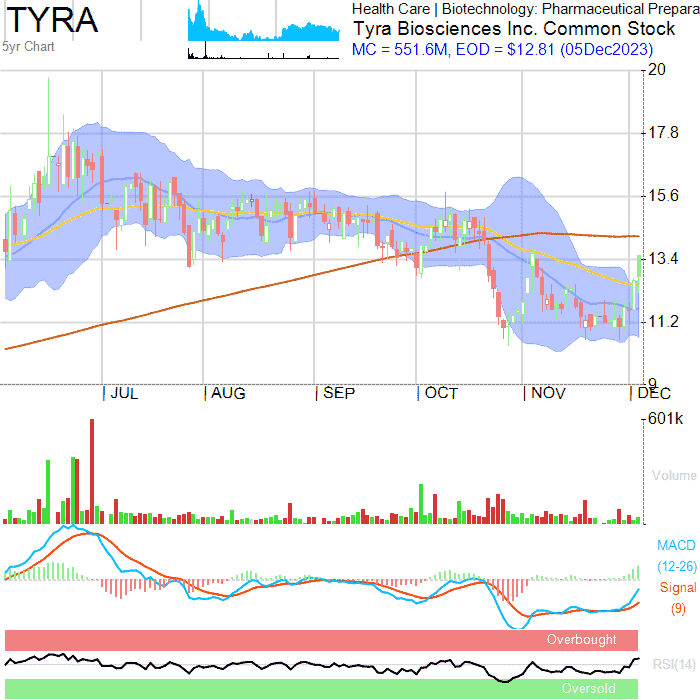 TYRA
5yr Chart
Health Care | Biotechnology: Pharmaceutical Prepara
Tyra Biosciences Inc. Common Stock
MC = 551.6M, EOD = $12.81 (05Dec2023)
20
17.8
15.6
13.4
11.2
9
JUL
AUG
SEP
OCT
NOV
DEC
601k
Volume
MACD
(12-26)
Signal
(9)
Overbought
RSI(14)
Oversold